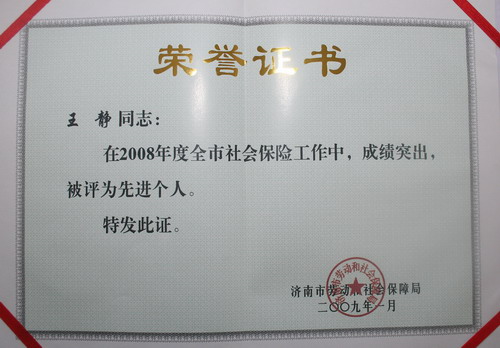 荣誉证书
王 静 同志：
在2008年度全市社会保险工作中，成绩突出，
被评为先进个人。
特发此证。
济南市劳动和社会保障局
二〇〇九年一月